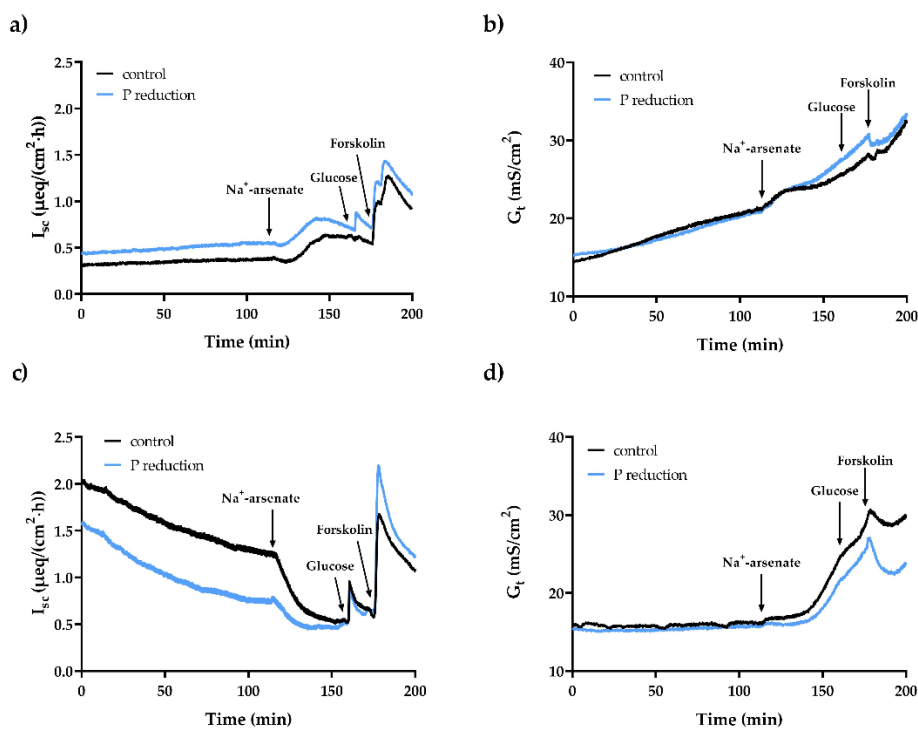 a)
2.5
2.0
1.5
1.0
0.5
0.0
Isc (µeq/(cm²·h))
control
P reduction
Na⁺-arsenate
Glucose
Forskolin
0 50 100 150 200
Time (min)
b)
40
30
20
10
Gt (mS/cm²)
control
P reduction
Na⁺-arsenate
Glucose
Forskolin
0 50 100 150 200
Time (min)
c)
2.5
2.0
1.5
1.0
0.5
0.0
Isc (µeq/(cm²·h))
control
P reduction
Na⁺-arsenate
Glucose
Forskolin
0 50 100 150 200
Time (min)
d)
40
30
20
10
Gt (mS/cm²)
control
P reduction
Na⁺-arsenate
Glucose
Forskolin
0 50 100 150 200
Time (min)